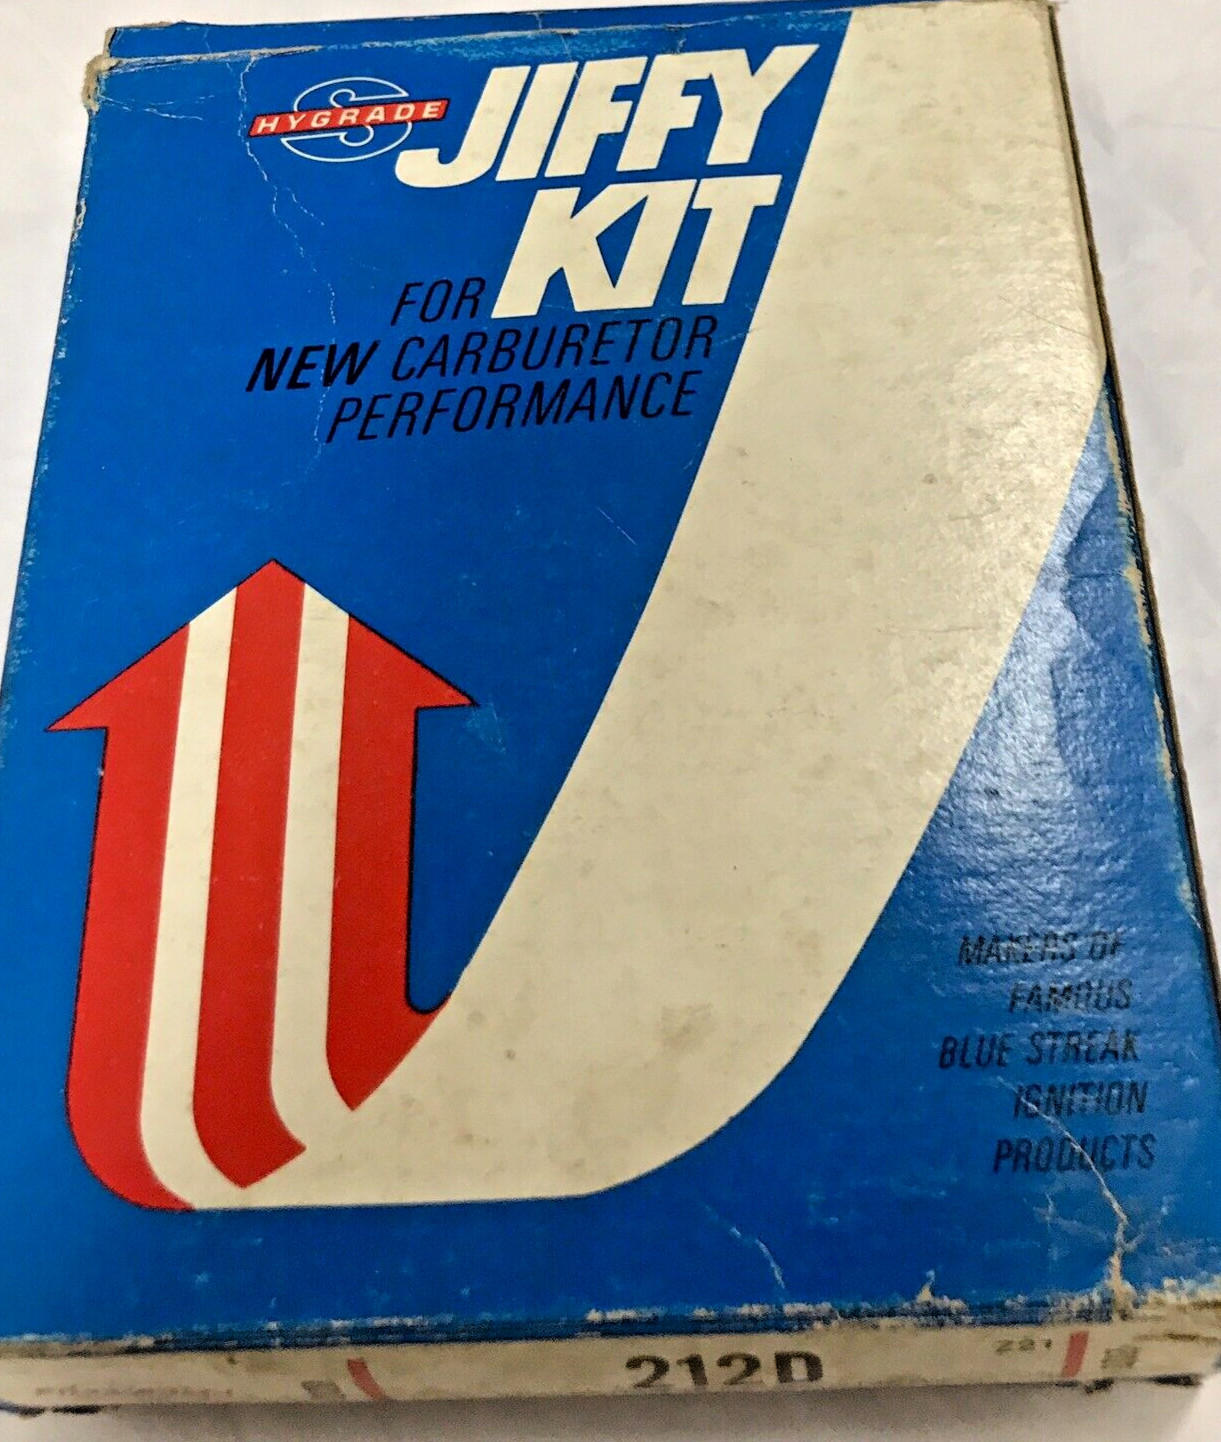 HYGRADE
JIFFY
KIT
FOR
NEW CARBURETOR
PERFORMANCE
MAKERS OF
FAMOUS
BLUE STREAK
IGNITION
PRODUCTS
212D